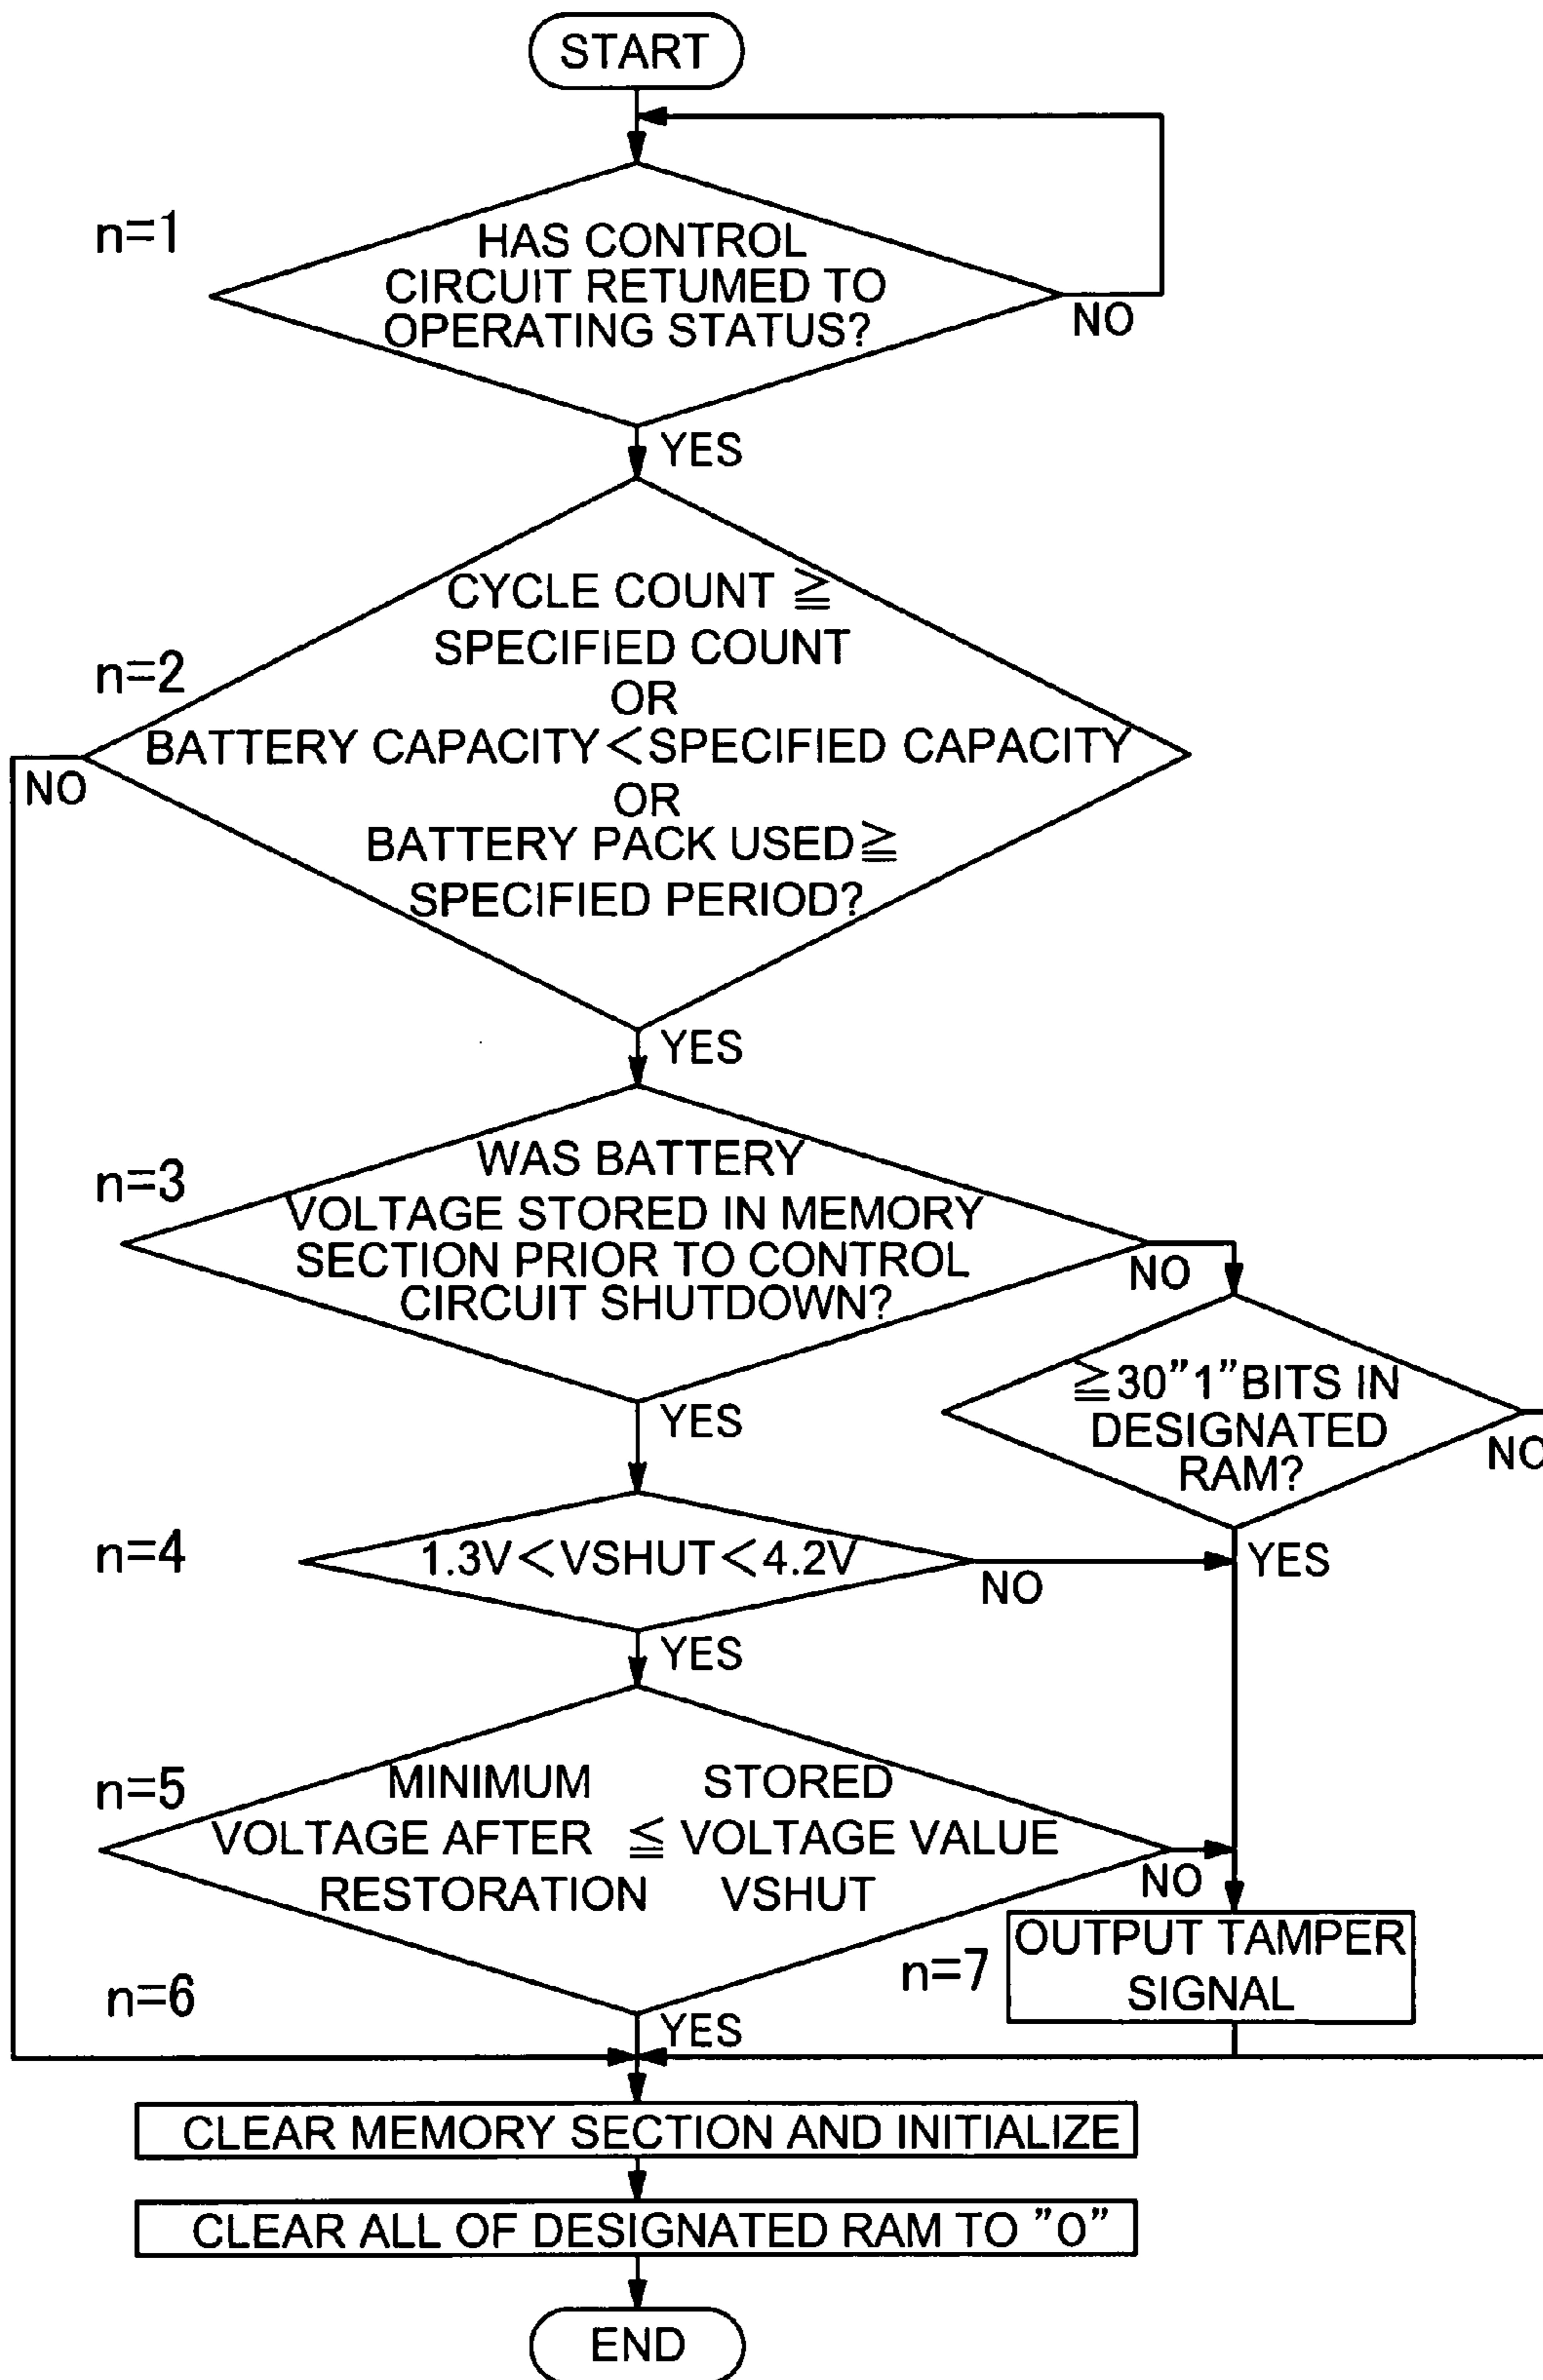 START
n=1
HAS CONTROL
CIRCUIT RETUMED TO
OPERATING STATUS?
NO
YES
n=2
CYCLE COUNT ≧
SPECIFIED COUNT
OR
BATTERY CAPACITY<SPECIFIED CAPACITY
OR
BATTERY PACK USED≧
SPECIFIED PERIOD?
NO
YES
n=3
WAS BATTERY
VOLTAGE STORED IN MEMORY
SECTION PRIOR TO CONTROL
CIRCUIT SHUTDOWN?
NO
YES
≧30"1"BITS IN
DESIGNATED
RAM?
NO
YES
n=4
1.3V<VSHUT<4.2V
NO
YES
n=5
MINIMUM STORED
VOLTAGE AFTER ≦ VOLTAGE VALUE
RESTORATION VSHUT
NO
YES
n=7
OUTPUT TAMPER
SIGNAL
n=6
CLEAR MEMORY SECTION AND INITIALIZE
CLEAR ALL OF DESIGNATED RAM TO "0"
END